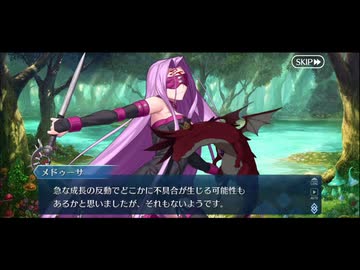 SKIP
メドゥーサ
急な成長の反動でどこかに不具合が生じる可能性も
あるかと思いましたが、それもないようです。